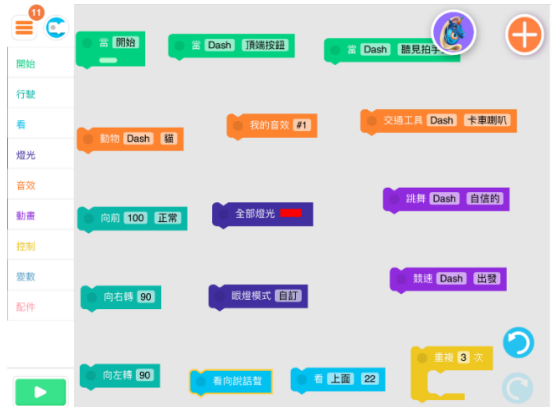 11
開始
行駛
看
燈光
音效
動畫
控制
變數
配件
當 開始
當 Dash 頂端按鈕
當 Dash 聽見拍手
動物 Dash 貓
我的音效 #1
交通工具 Dash 卡車喇叭
向前 100 正常
全部燈光
跳舞 Dash 自信的
向右轉 90
眼燈模式 自訂
競速 Dash 出發
向左轉 90
看向說話聲
看 上面 22
重複 3 次